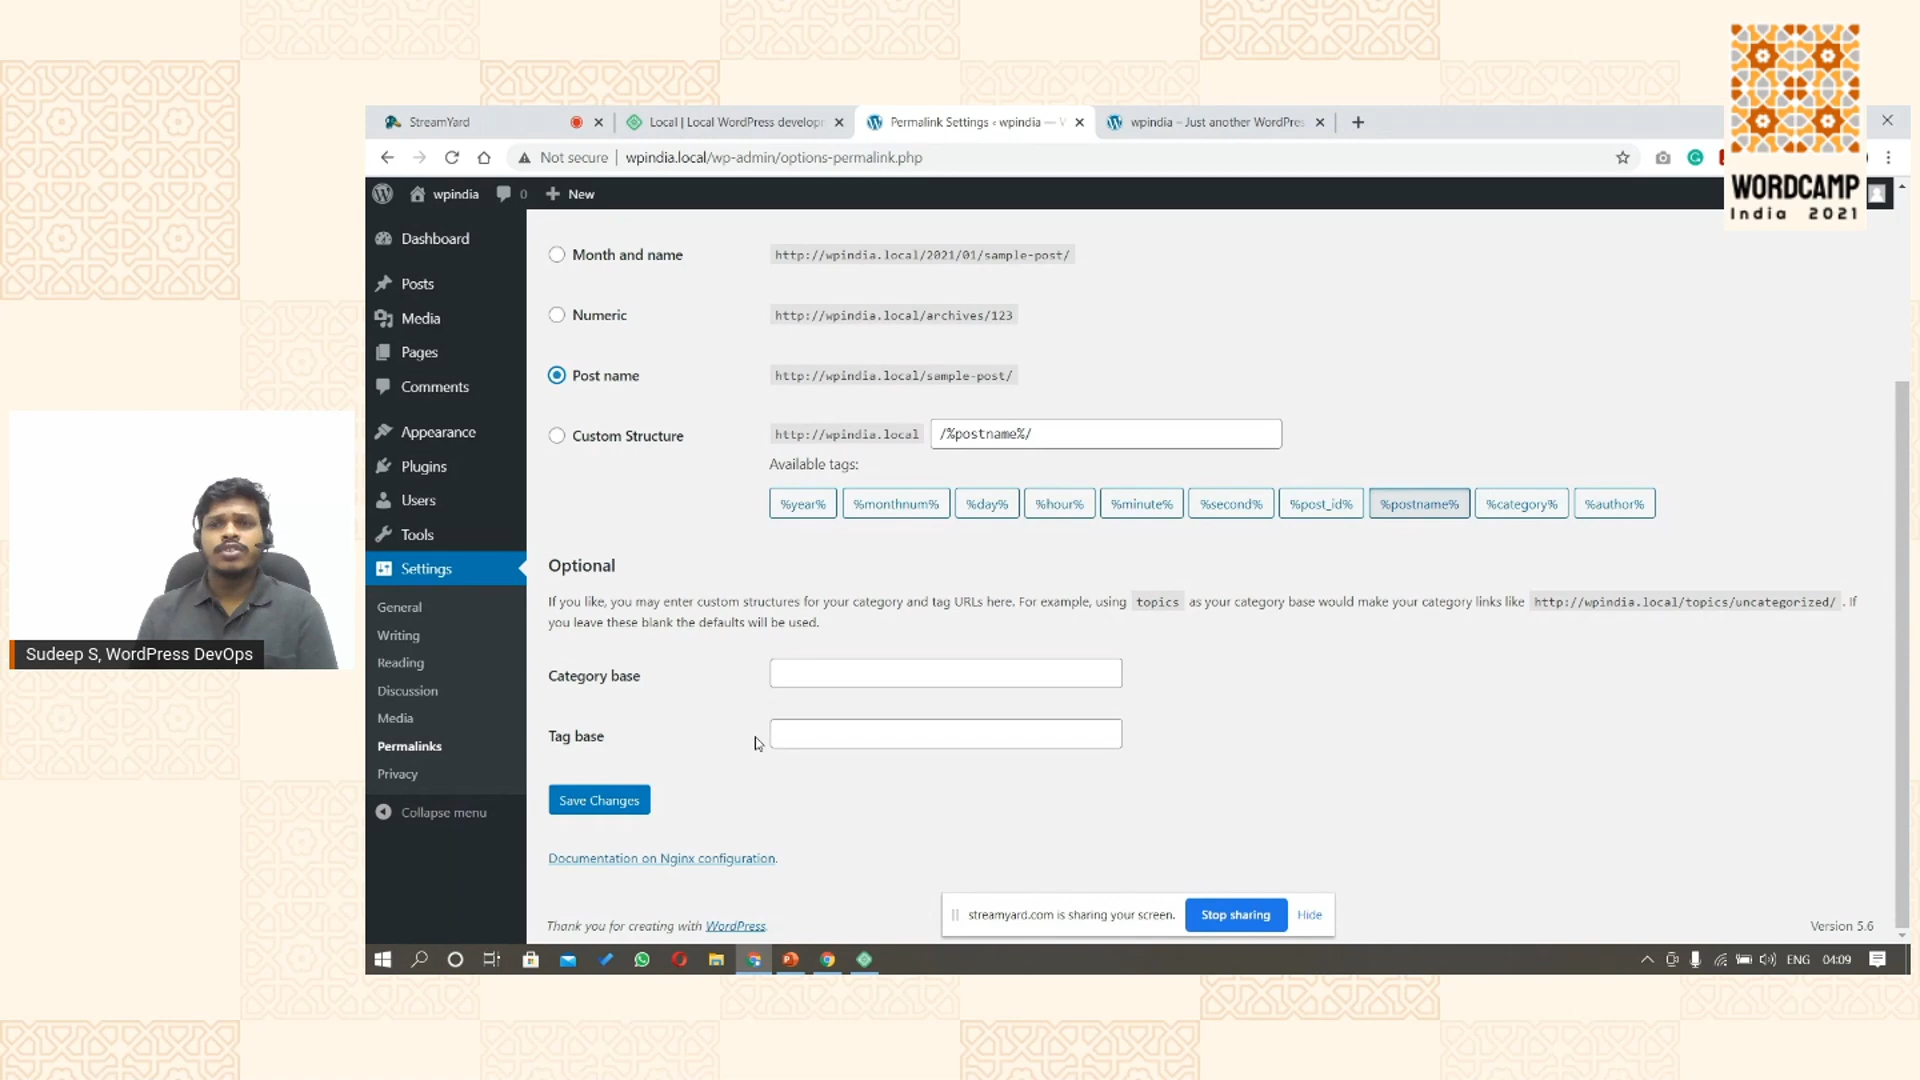 WORDCAMP
India 2021
StreamYard
Local | Local WordPress developm
Permalink Settings ‹ wpindia — V
wpindia – Just another WordPres
Not secure | wpindia.local/wp-admin/options-permalink.php
wpindia 0 New
Dashboard
Posts
Media
Pages
Comments
Appearance
Plugins
Users
Tools
Settings
General
Writing
Reading
Discussion
Media
Permalinks
Privacy
Collapse menu
Month and name http://wpindia.local/2021/01/sample-post/
Numeric http://wpindia.local/archives/123
Post name http://wpindia.local/sample-post/
Custom Structure http://wpindia.local /%postname%/
Available tags:
%year% %monthnum% %day% %hour% %minute% %second% %post_id% %postname% %category% %author%
Optional
If you like, you may enter custom structures for your category and tag URLs here. For example, using topics as your category base would make your category links like http://wpindia.local/topics/uncategorized/ . If
you leave these blank the defaults will be used.
Category base
Tag base
Save Changes
Documentation on Nginx configuration.
Thank you for creating with WordPress.
Version 5.6
streamyard.com is sharing your screen. Stop sharing Hide
ENG 04:09
Sudeep S, WordPress DevOps